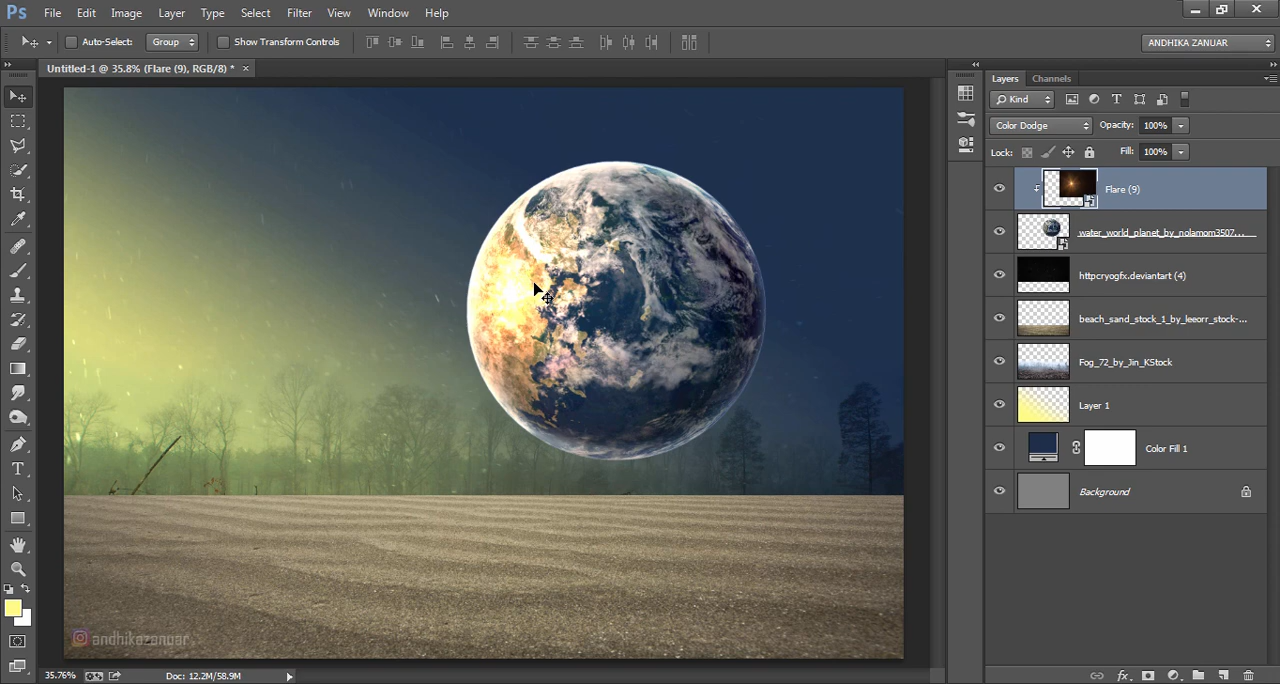 Ps File Edit Image Layer Type Select Filter View Window Help
Auto-Select: Group Show Transform Controls ANDHIKA ZANUAR
Untitled-1 @ 35.8% (Flare (9), RGB/8) * ×
Layers Channels
Kind T
Color Dodge Opacity: 100%
Lock: Fill: 100%
Flare (9)
water_world_planet_by_nolamom3507...
httpcryogfx.deviantart (4)
beach_sand_stock_1_by_leeorr_stock-...
Fog_72_by_Jin_KStock
Layer 1
Color Fill 1
Background
andhikazanuar
35.76% Doc: 12.2M/58.9M
fx